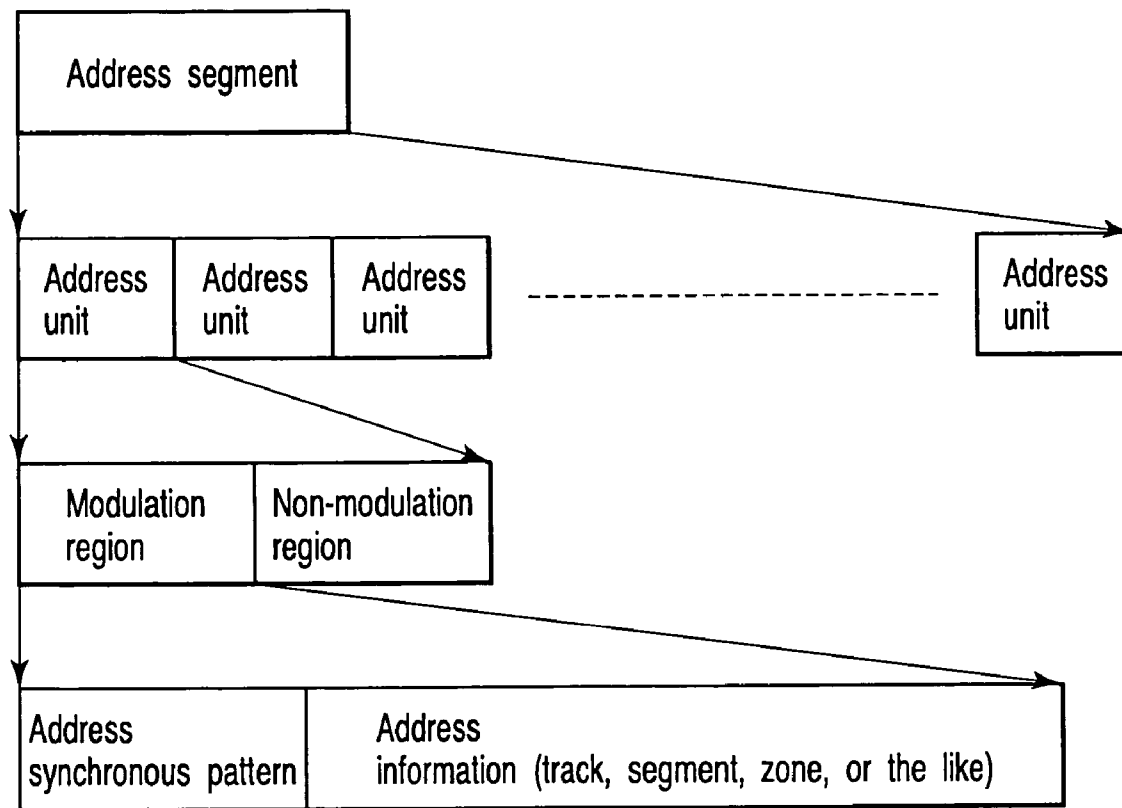 Address segment
Address
unit
Address
unit
Address
unit
Address
unit
Modulation
region
Non-modulation
region
Address
synchronous pattern
Address
information (track, segment, zone, or the like)